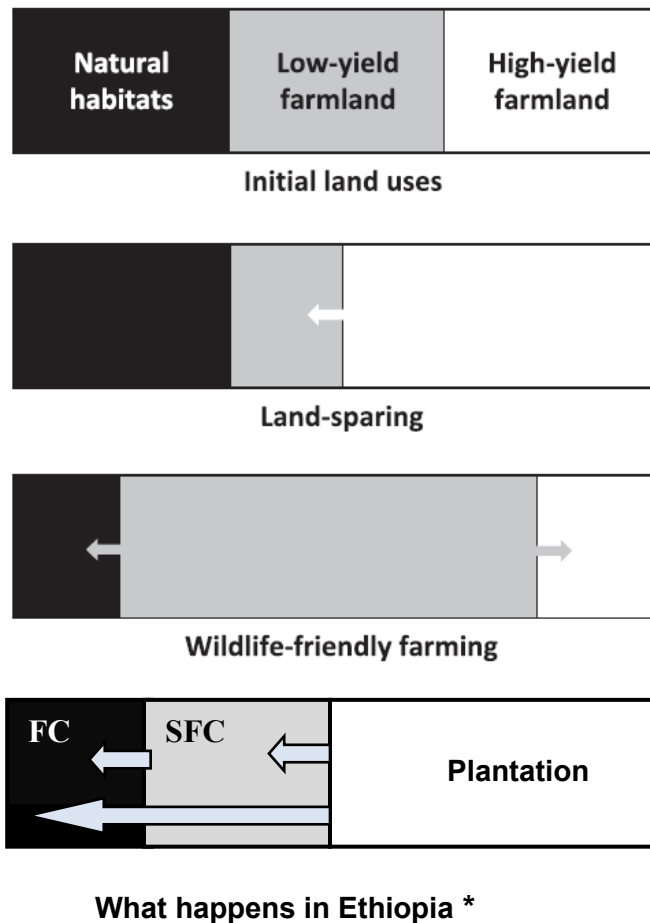 Natural
habitats
Low-yield
farmland
High-yield
farmland
Initial land uses
Land-sparing
Wildlife-friendly farming
FC
SFC
Plantation
What happens in Ethiopia *